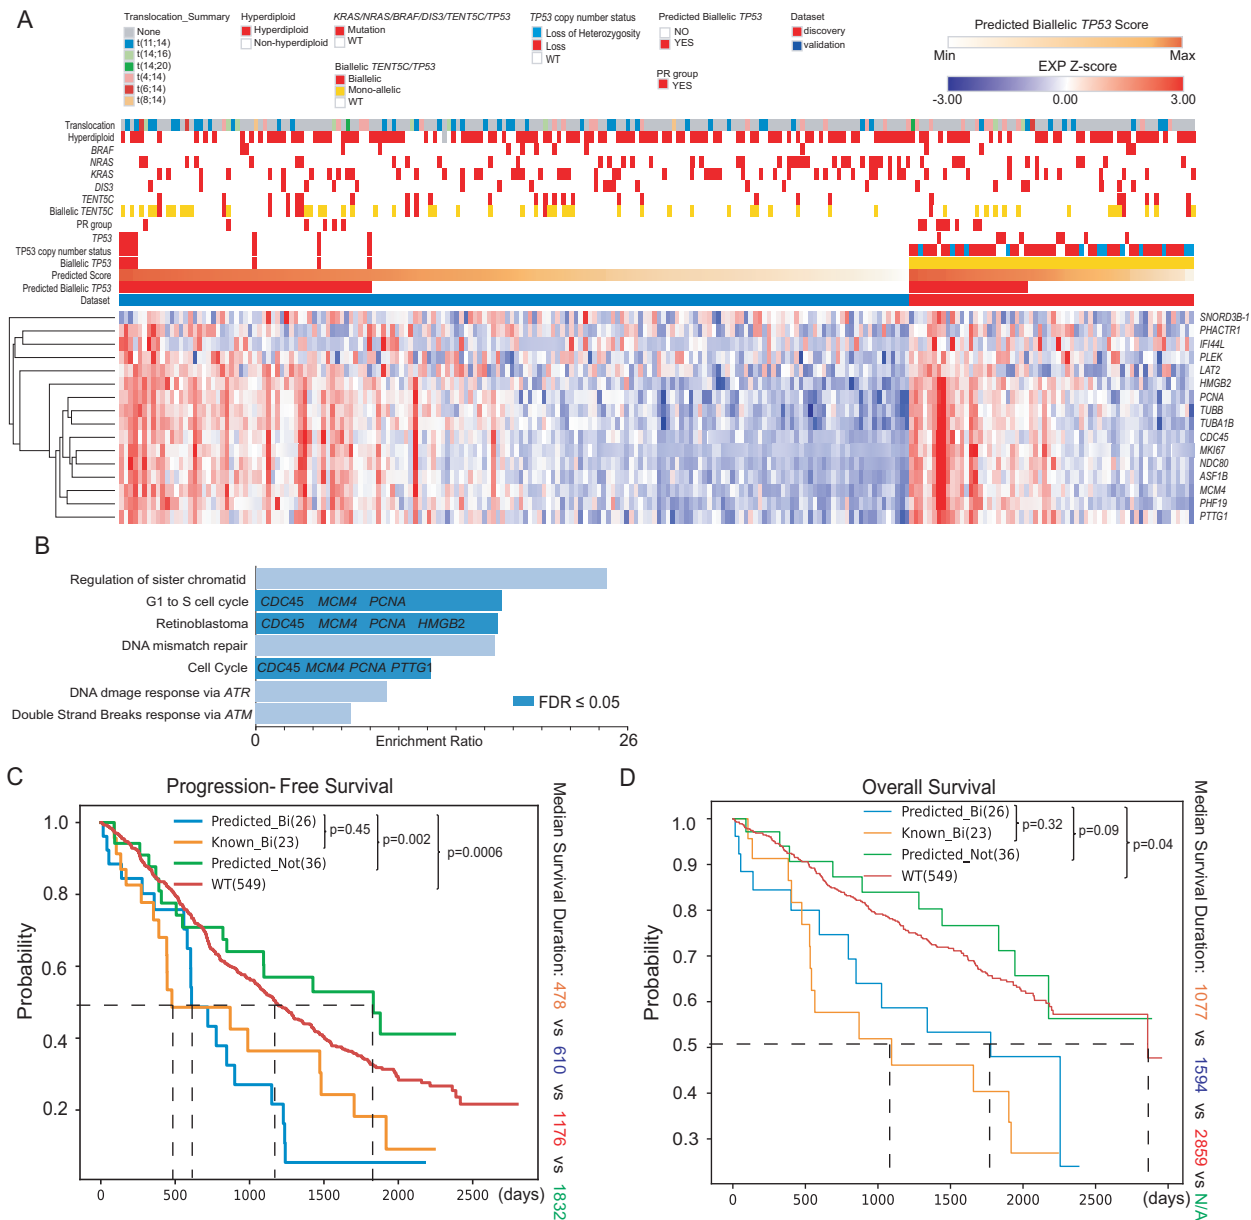 A
Translocation_Summary
None
t(11;14)
t(14;16)
t(14;20)
t(4;14)
t(6;14)
t(8;14)
Hyperdiploid
Hyperdiploid
Non-hyperdiploid
KRAS/NRAS/BRAF/DIS3/TENT5C/TP53
Mutation
WT
Biallelic TENT5C/TP53
Biallelic
Mono-allelic
WT
TP53 copy number status
Loss of Heterozygosity
Loss
WT
Predicted Biallelic TP53
NO
YES
PR group
YES
Dataset
discovery
validation
Predicted Biallelic TP53 Score
Min Max
EXP Z-score
-3.00 0.00 3.00
Translocation
Hyperdiploid
BRAF
NRAS
KRAS
DIS3
TENT5C
Biallelic TENT5C
PR group
TP53
TP53 copy number status
Biallelic TP53
Predicted Score
Predicted Biallelic TP53
Dataset
SNORD3B-1
PHACTR1
IFI44L
PLEK
LAT2
HMGB2
PCNA
TUBB
TUBA1B
CDC45
MKI67
NDC80
ASF1B
MCM4
PHF19
PTTG1
B
Regulation of sister chromatid
G1 to S cell cycle CDC45 MCM4 PCNA
Retinoblastoma CDC45 MCM4 PCNA HMGB2
DNA mismatch repair
Cell Cycle CDC45 MCM4 PCNA PTTG1
DNA dmage response via ATR
Double Strand Breaks response via ATM
FDR ≤ 0.05
0 26
Enrichment Ratio
C
Progression- Free Survival
Predicted_Bi(26)
Known_Bi(23)
Predicted_Not(36)
WT(549)
p=0.45
p=0.002
p=0.0006
Probability
1.0
0.8
0.6
0.4
0.2
0 500 1000 1500 2000 2500 (days)
Median Survival Duration: 478 vs 610 vs 1176 vs 1832
D
Overall Survival
Predicted_Bi(26)
Known_Bi(23)
Predicted_Not(36)
WT(549)
p=0.32
p=0.09
p=0.04
Probability
1.0
0.9
0.8
0.7
0.6
0.5
0.4
0.3
0 500 1000 1500 2000 2500 (days)
Median Survival Duration: 1077 vs 1594 vs 2859 vs N/A